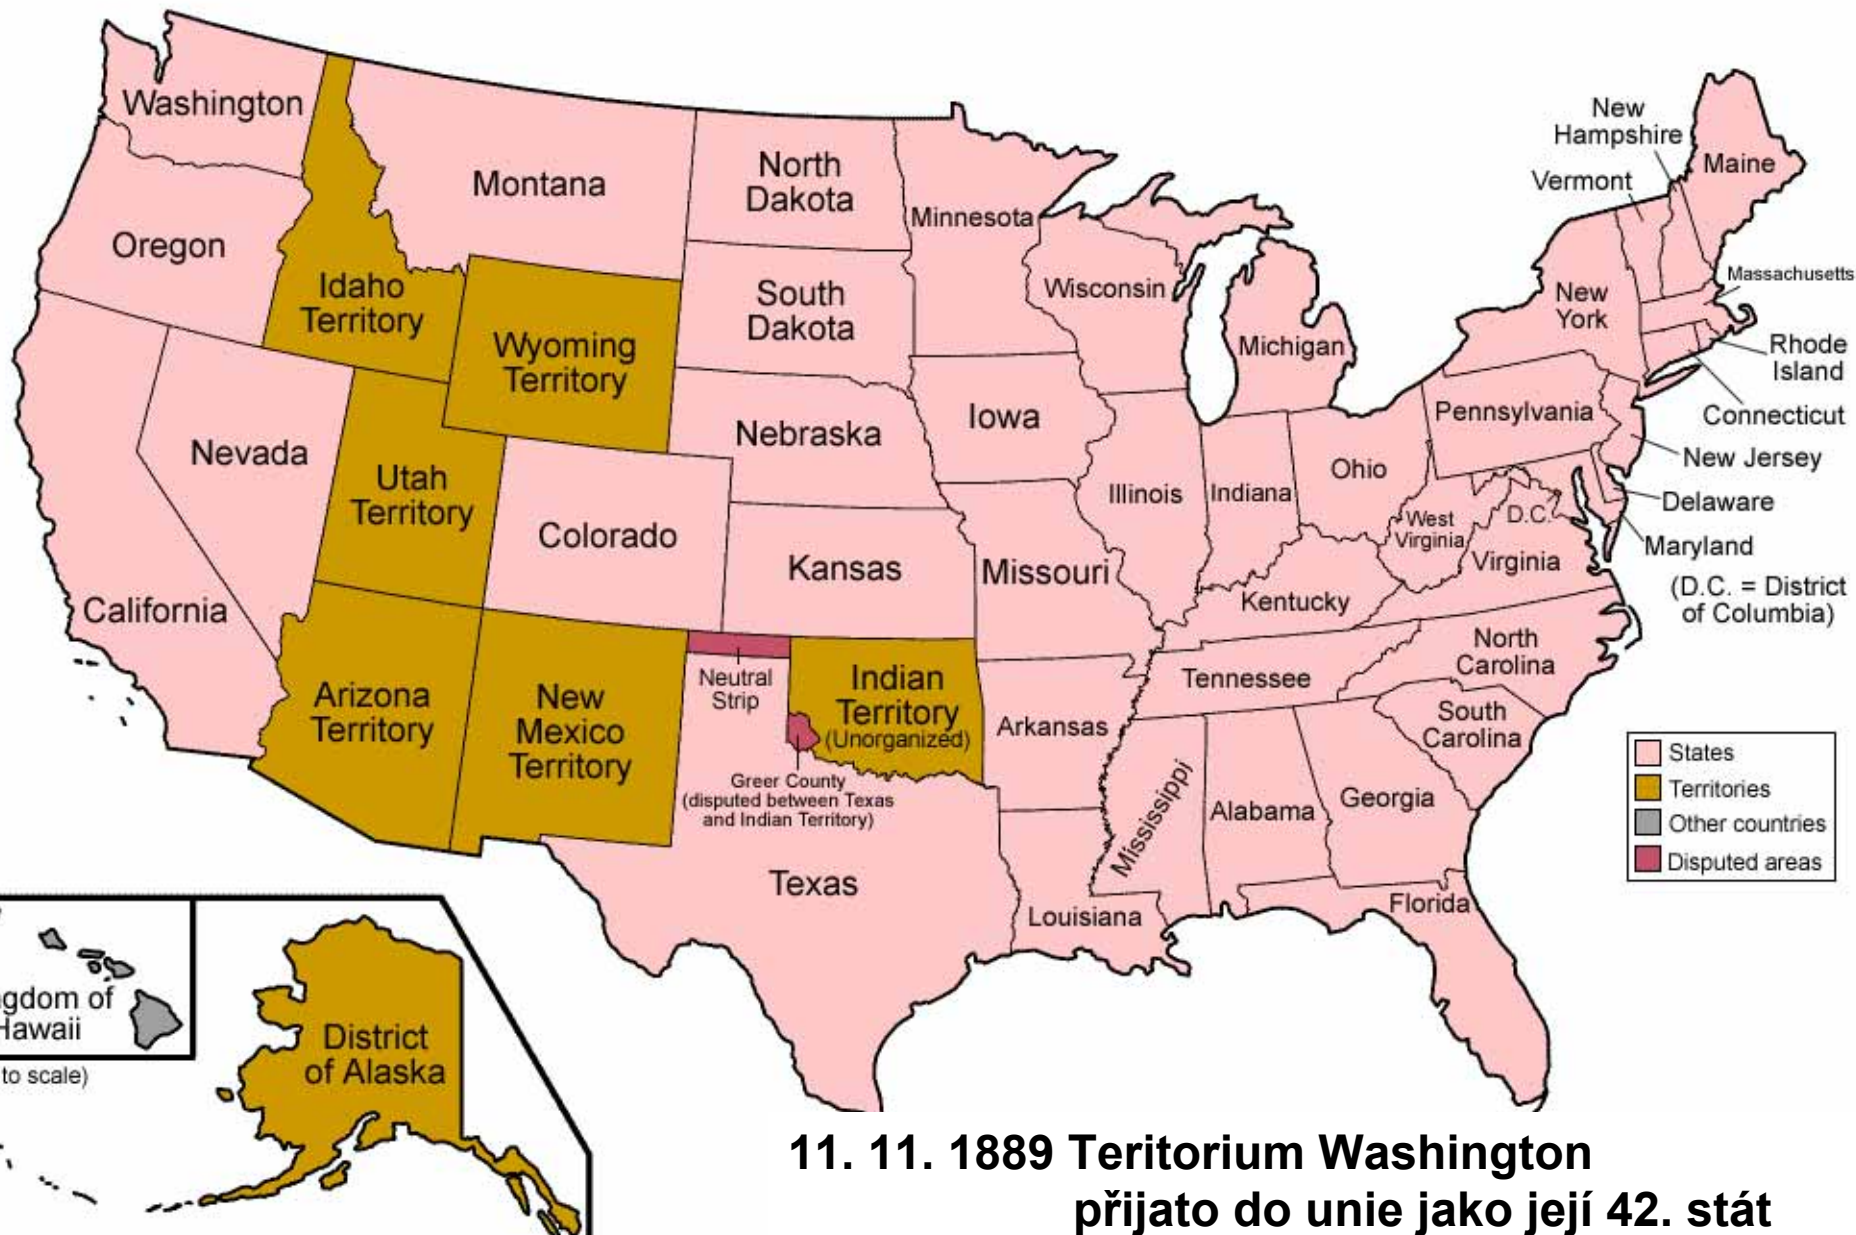 Washington
Montana
North
Dakota
Minnesota
New
Hampshire
Vermont
Maine
Oregon
Idaho
Territory
Wyoming
Territory
South
Dakota
Wisconsin
Michigan
New
York
Massachusetts
Rhode
Island
Connecticut
Nevada
Utah
Territory
Nebraska
Iowa
Illinois
Indiana
Ohio
Pennsylvania
New Jersey
Delaware
Maryland
(D.C. = District
of Columbia)
California
Colorado
Kansas
Missouri
West
Virginia
D.C.
Virginia
Kentucky
Arizona
Territory
New
Mexico
Territory
Neutral
Strip
Indian
Territory
(Unorganized)
Greer County
(disputed between Texas
and Indian Territory)
Arkansas
Tennessee
North
Carolina
South
Carolina
Mississippi
Alabama
Georgia
Texas
Louisiana
Florida
States
Territories
Other countries
Disputed areas
gdom of
Hawaii
to scale)
District
of Alaska
11. 11. 1889 Teritorium Washington
přijato do unie jako její 42. stát